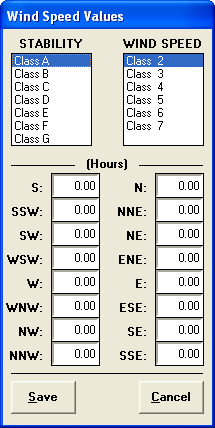 Wind Speed Values
STABILITY WIND SPEED
Class A Class 2
Class B Class 3
Class C Class 4
Class D Class 5
Class E Class 6
Class F Class 7
Class G
(Hours)
S: 0.00 N: 0.00
SSW: 0.00 NNE: 0.00
SW: 0.00 NE: 0.00
WSW: 0.00 ENE: 0.00
W: 0.00 E: 0.00
WNW: 0.00 ESE: 0.00
NW: 0.00 SE: 0.00
NNW: 0.00 SSE: 0.00
Save Cancel